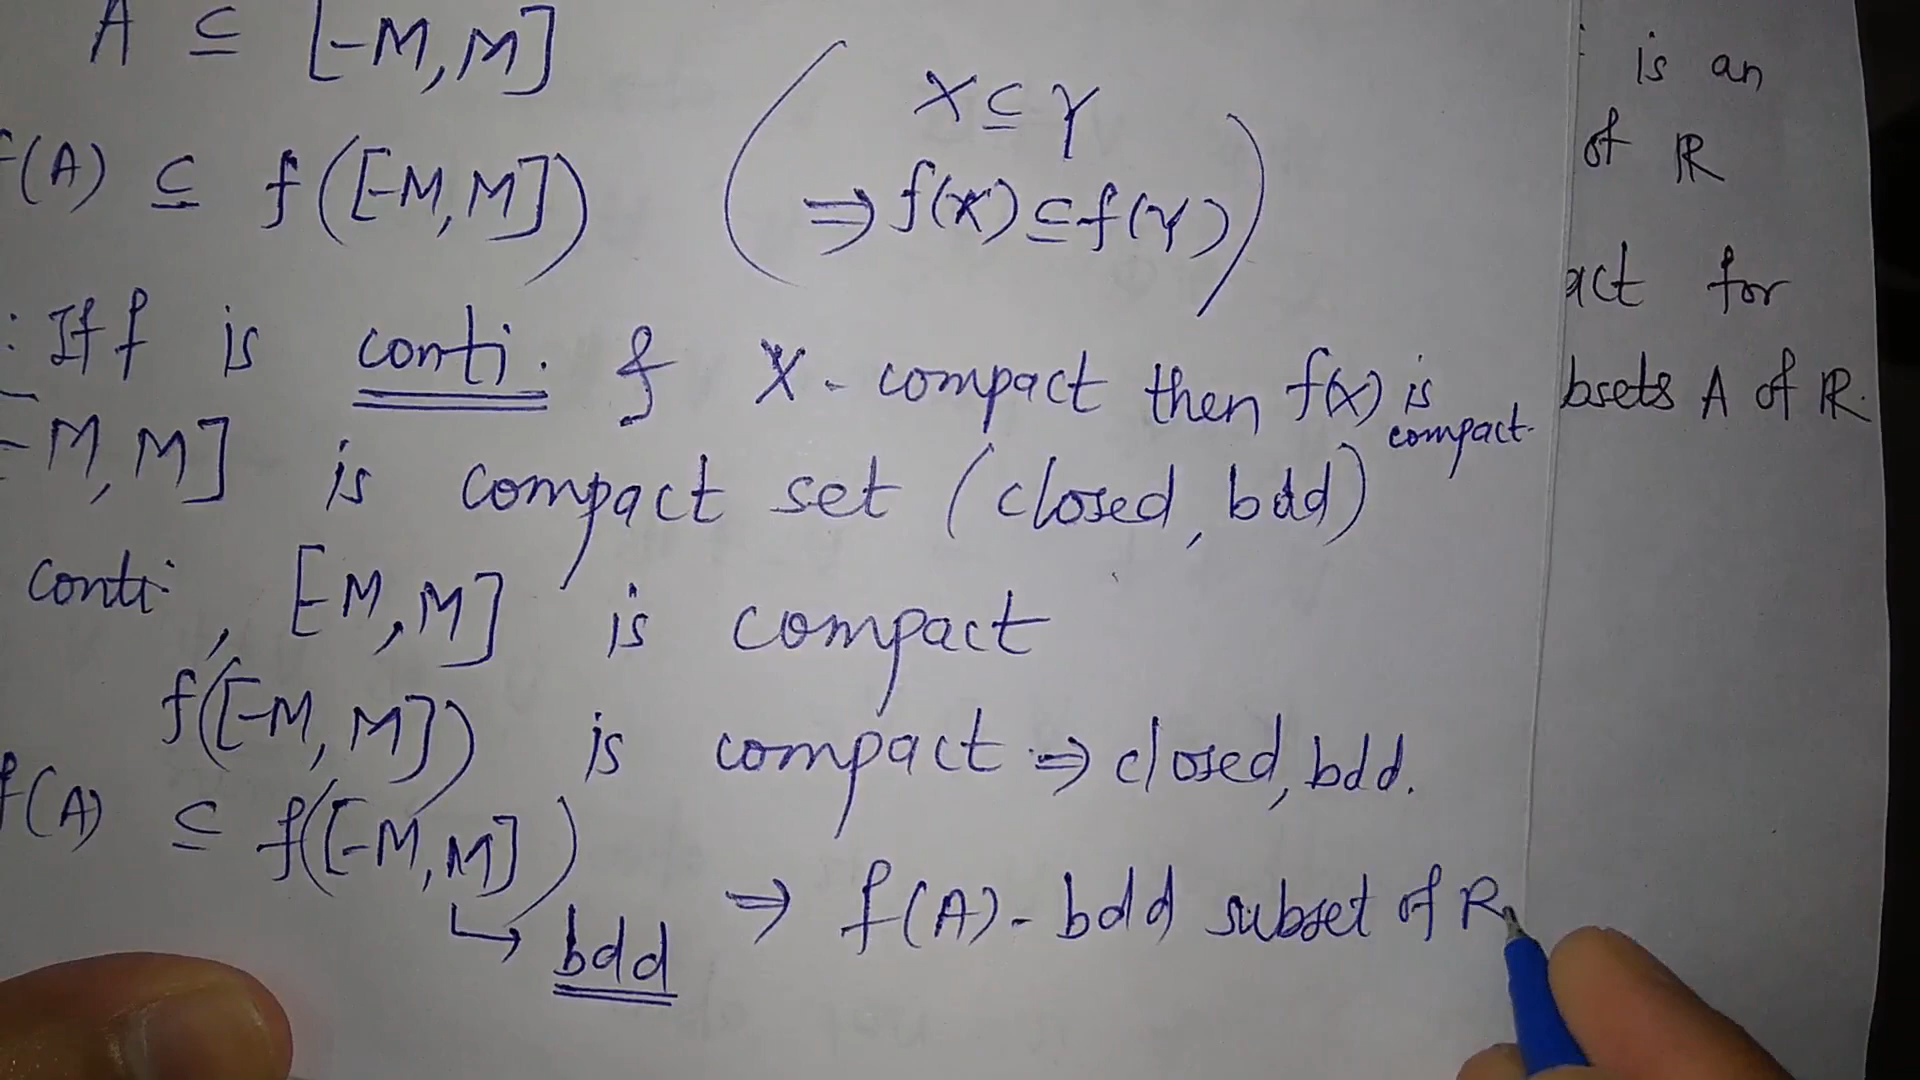 A ⊆ [-M, M]
f(A) ⊆ f([-M, M])
( X ⊆ Y
⇒ f(X) ⊆ f(Y) )
: If f is conti. & X - compact then f(X) is compact.
-M, M] is compact set (closed, bdd)
conti, [-M, M] is compact
f([-M, M]) is compact ⇒ closed, bdd.
f(A) ⊆ f([-M, M])
↳ bdd ⇒ f(A) - bdd subset of R
is an
of ℝ
act for
bsets A of ℝ.